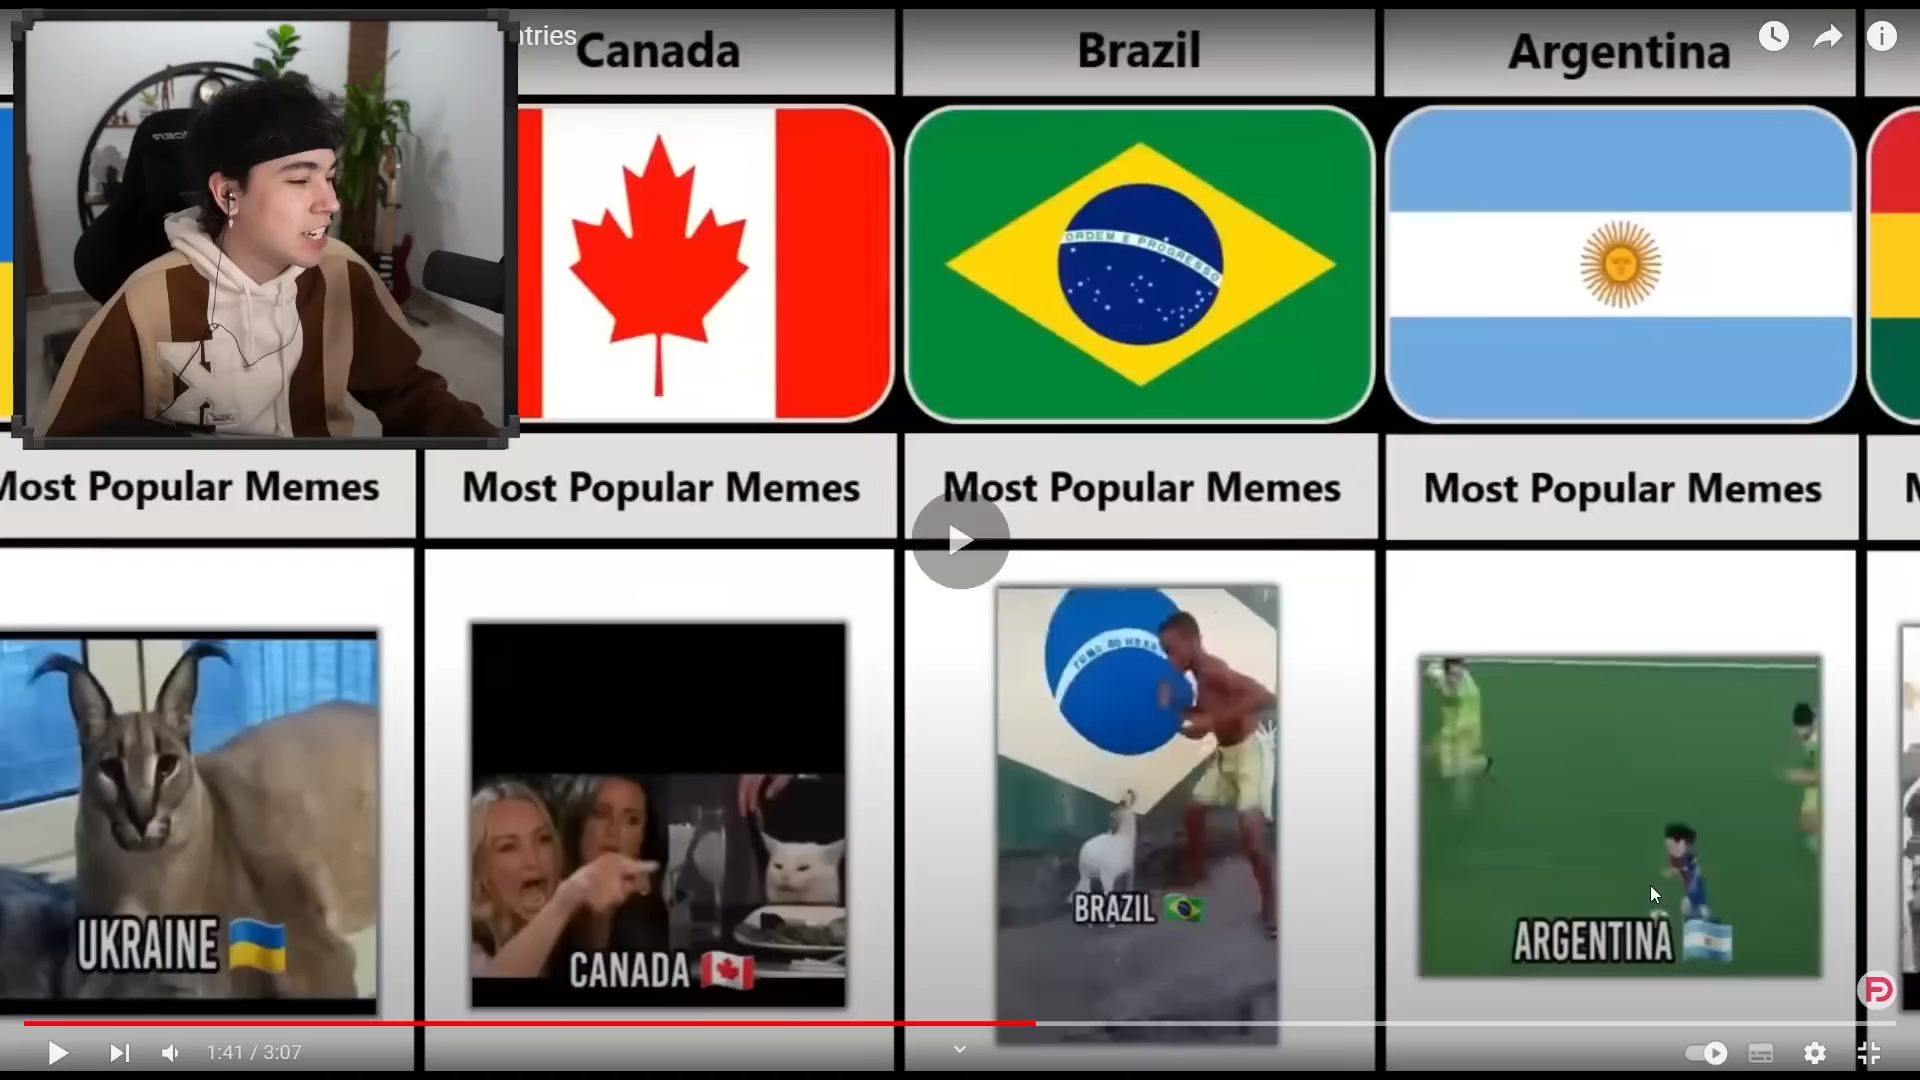 ntries
Canada
Brazil
Argentina
ORDEM E PROGRESSO
Most Popular Memes
Most Popular Memes
Most Popular Memes
Most Popular Memes
UKRAINE
CANADA
BRAZIL
ARGENTINA
1:41 / 3:07